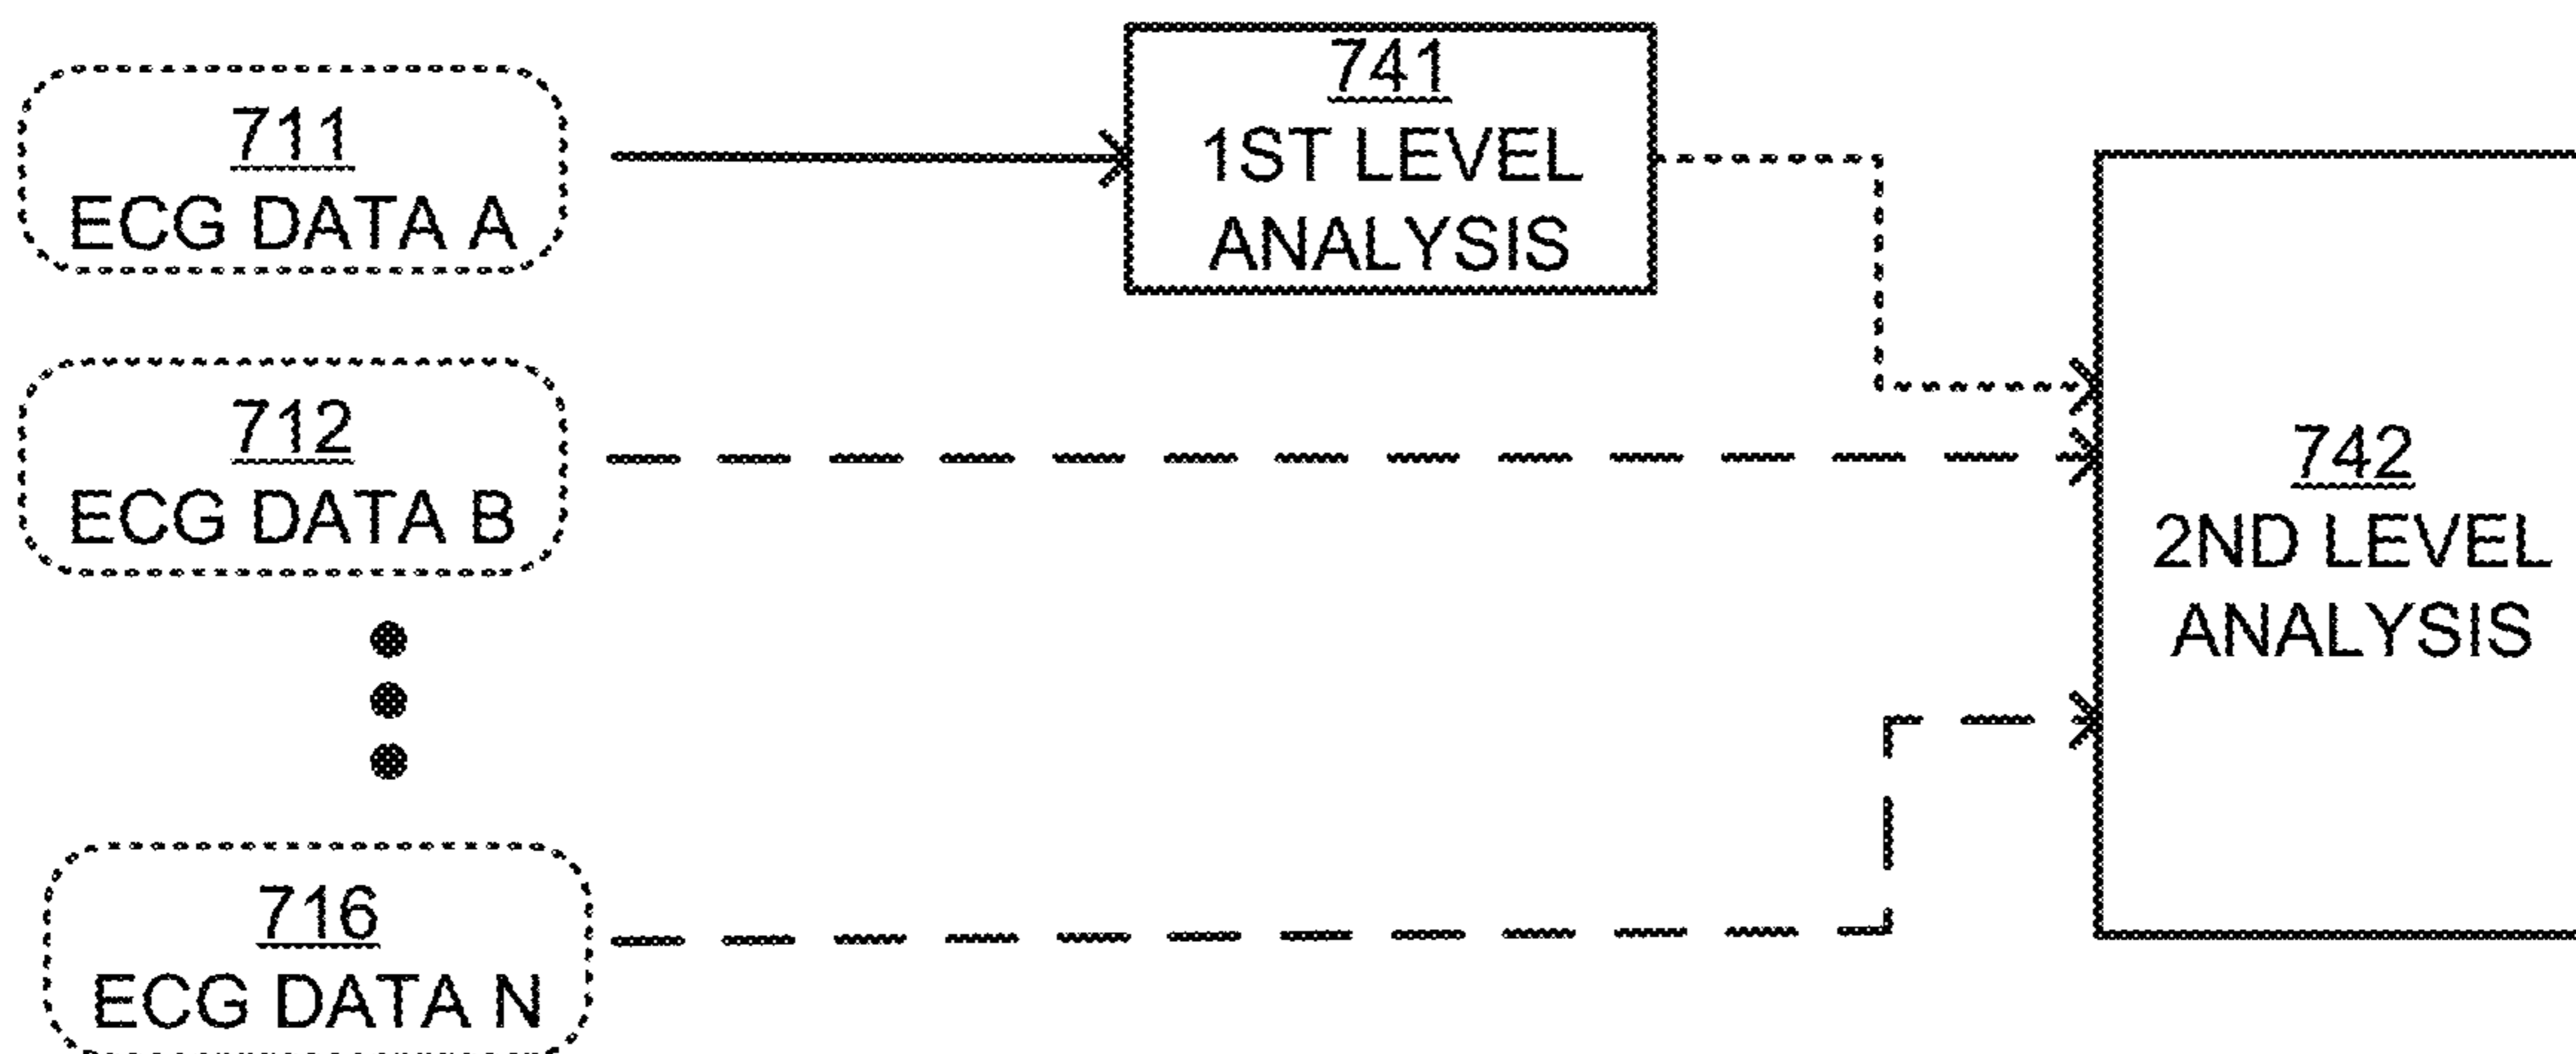 711
ECG DATA A
741
1ST LEVEL
ANALYSIS
712
ECG DATA B
742
2ND LEVEL
ANALYSIS
716
ECG DATA N